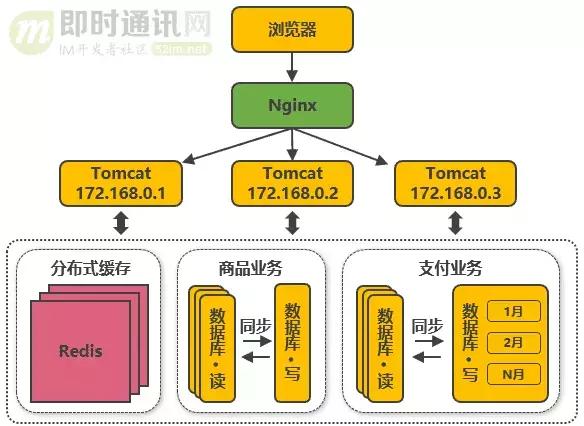 即时通讯网
IM开发者社区 52im.net
浏览器
Nginx
Tomcat
172.168.0.1
Tomcat
172.168.0.2
Tomcat
172.168.0.3
分布式缓存
Redis
商品业务
数据库·读
同步
数据库·写
支付业务
数据库·读
同步
数据库·写
1月
2月
N月